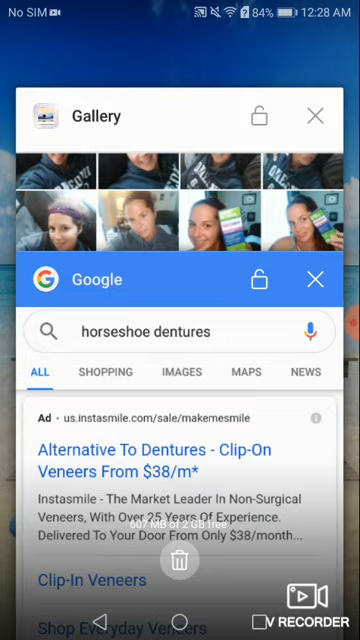 No SIM 84% 12:28 AM
Gallery
Google
horseshoe dentures
ALL SHOPPING IMAGES MAPS NEWS
Ad · us.instasmile.com/sale/makemesmile
Alternative To Dentures - Clip-On
Veneers From $38/m*
Instasmile - The Market Leader In Non-Surgical
Veneers, With Over 25 Years Of Experience.
607 MB of 2 GB free
Delivered To Your Door From Only $38/month...
Clip-In Veneers
Shop Everyday Veneers
V RECORDER